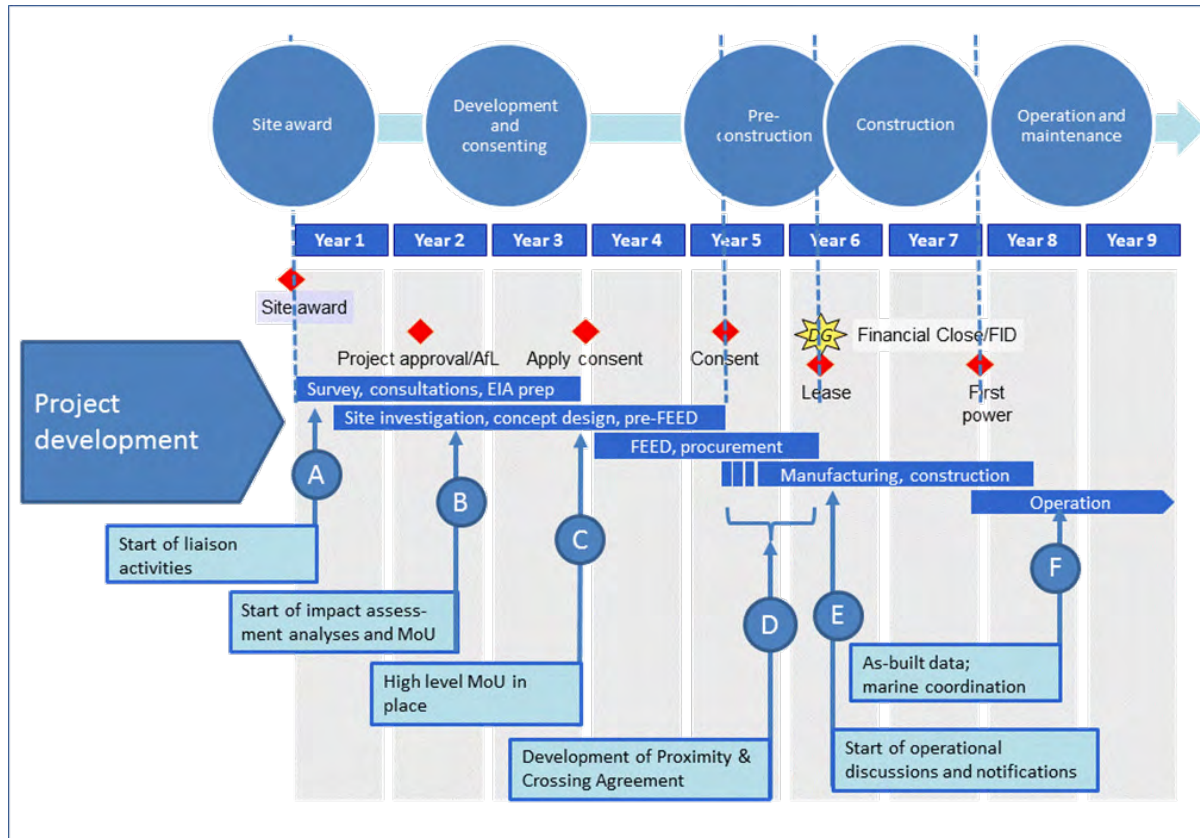 Site award
Development
and
consenting
Pre-
construction
Construction
Operation and
maintenance
Year 1
Year 2
Year 3
Year 4
Year 5
Year 6
Year 7
Year 8
Year 9
Site award
DG
Financial Close/FID
Project approval/AfL
Apply consent
Consent
Lease
First
power
Project
development
Survey, consultations, EIA prep
Site investigation, concept design, pre-FEED
FEED, procurement
Manufacturing, construction
Operation
A
B
C
D
E
F
Start of liaison
activities
Start of impact assess-
ment analyses and MoU
High level MoU in
place
Development of Proximity &
Crossing Agreement
As-built data;
marine coordination
Start of operational
discussions and notifications